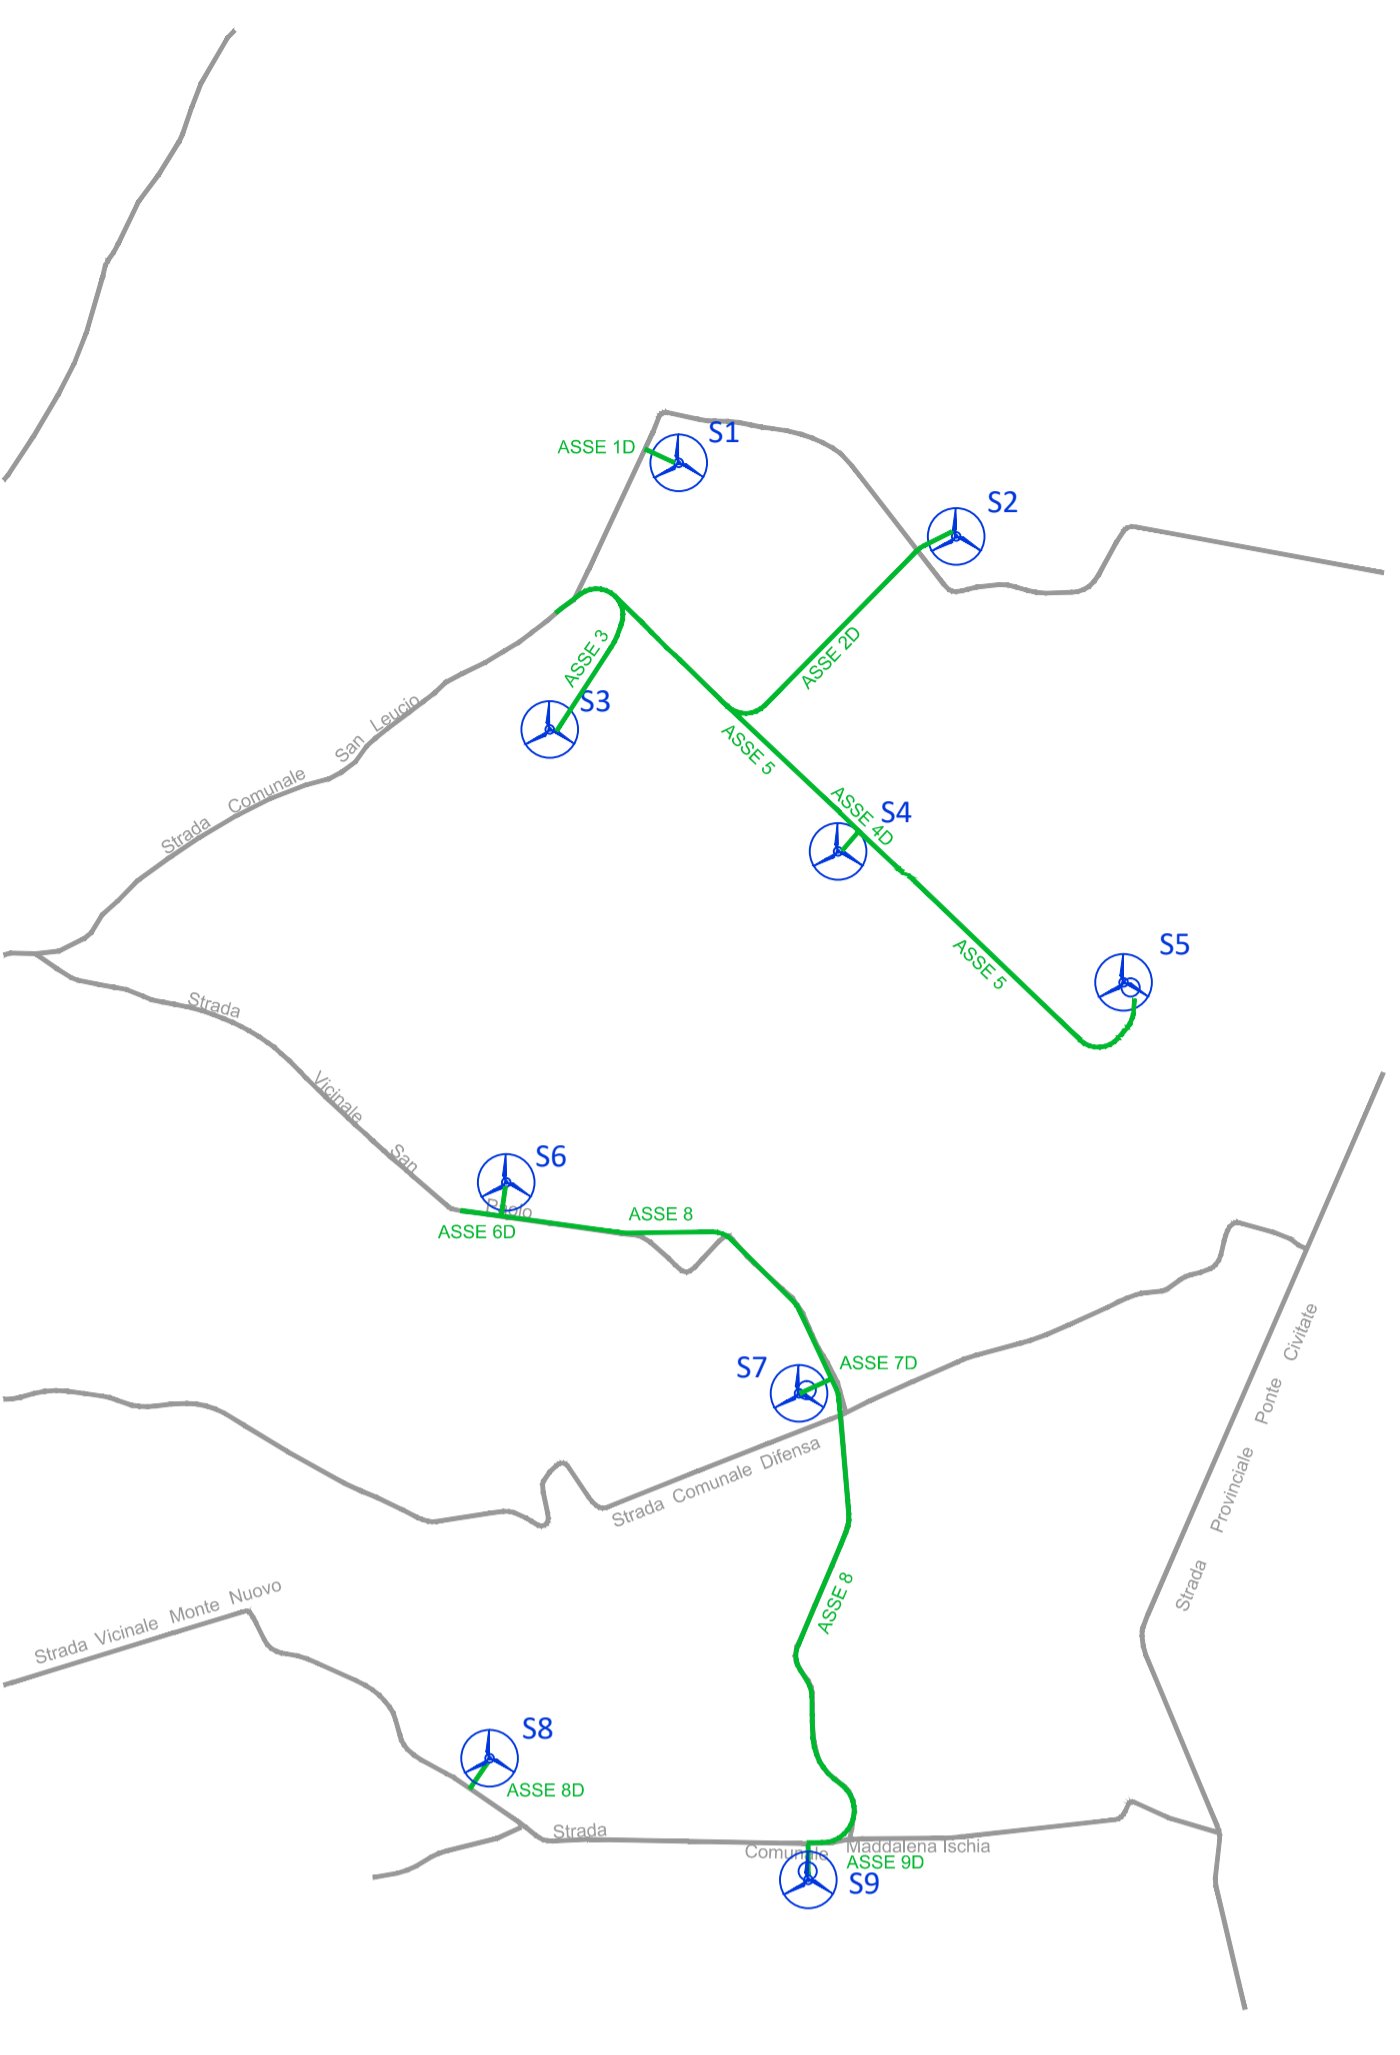 S1
ASSE 1D
S2
ASSE 3
ASSE 2D
S3
Strada Comunale San Leucio
ASSE 5
ASSE 4D
S4
S5
ASSE 5
Strada Vicinale San Paolo
S6
ASSE 8
ASSE 6D
S7
ASSE 7D
Strada Comunale Difensa
Strada Provinciale Ponte Civitate
ASSE 8
Strada Vicinale Monte Nuovo
S8
ASSE 8D
Strada Comunale Maddalena Ischia
ASSE 9D
S9